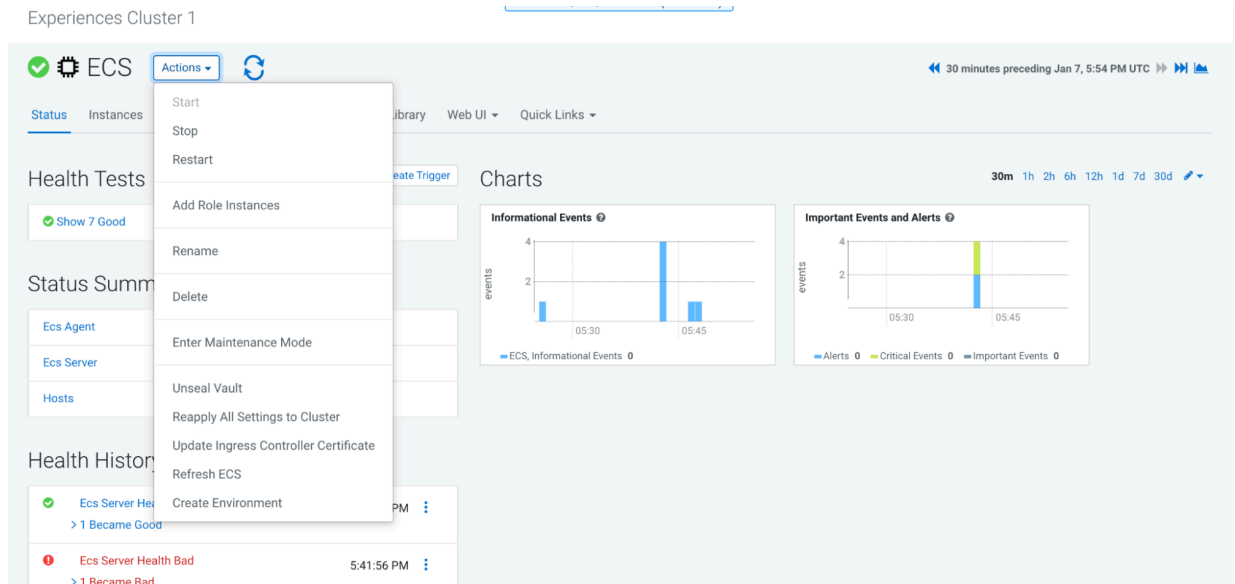 Experiences Cluster 1
ECS
Actions
30 minutes preceding Jan 7, 5:54 PM UTC
Status
Instances
Library
Web UI
Quick Links
Start
Stop
Restart
Add Role Instances
Rename
Delete
Enter Maintenance Mode
Unseal Vault
Reapply All Settings to Cluster
Update Ingress Controller Certificate
Refresh ECS
Create Environment
Health Tests
eate Trigger
Show 7 Good
Status Summ
Ecs Agent
Ecs Server
Hosts
Health History
Ecs Server Hea
PM
> 1 Became Good
Ecs Server Health Bad
5:41:56 PM
> 1 Became Bad
Charts
30m 1h 2h 6h 12h 1d 7d 30d
Informational Events
events
4
2
05:30
05:45
ECS, Informational Events 0
Important Events and Alerts
events
4
2
05:30
05:45
Alerts 0 Critical Events 0 Important Events 0